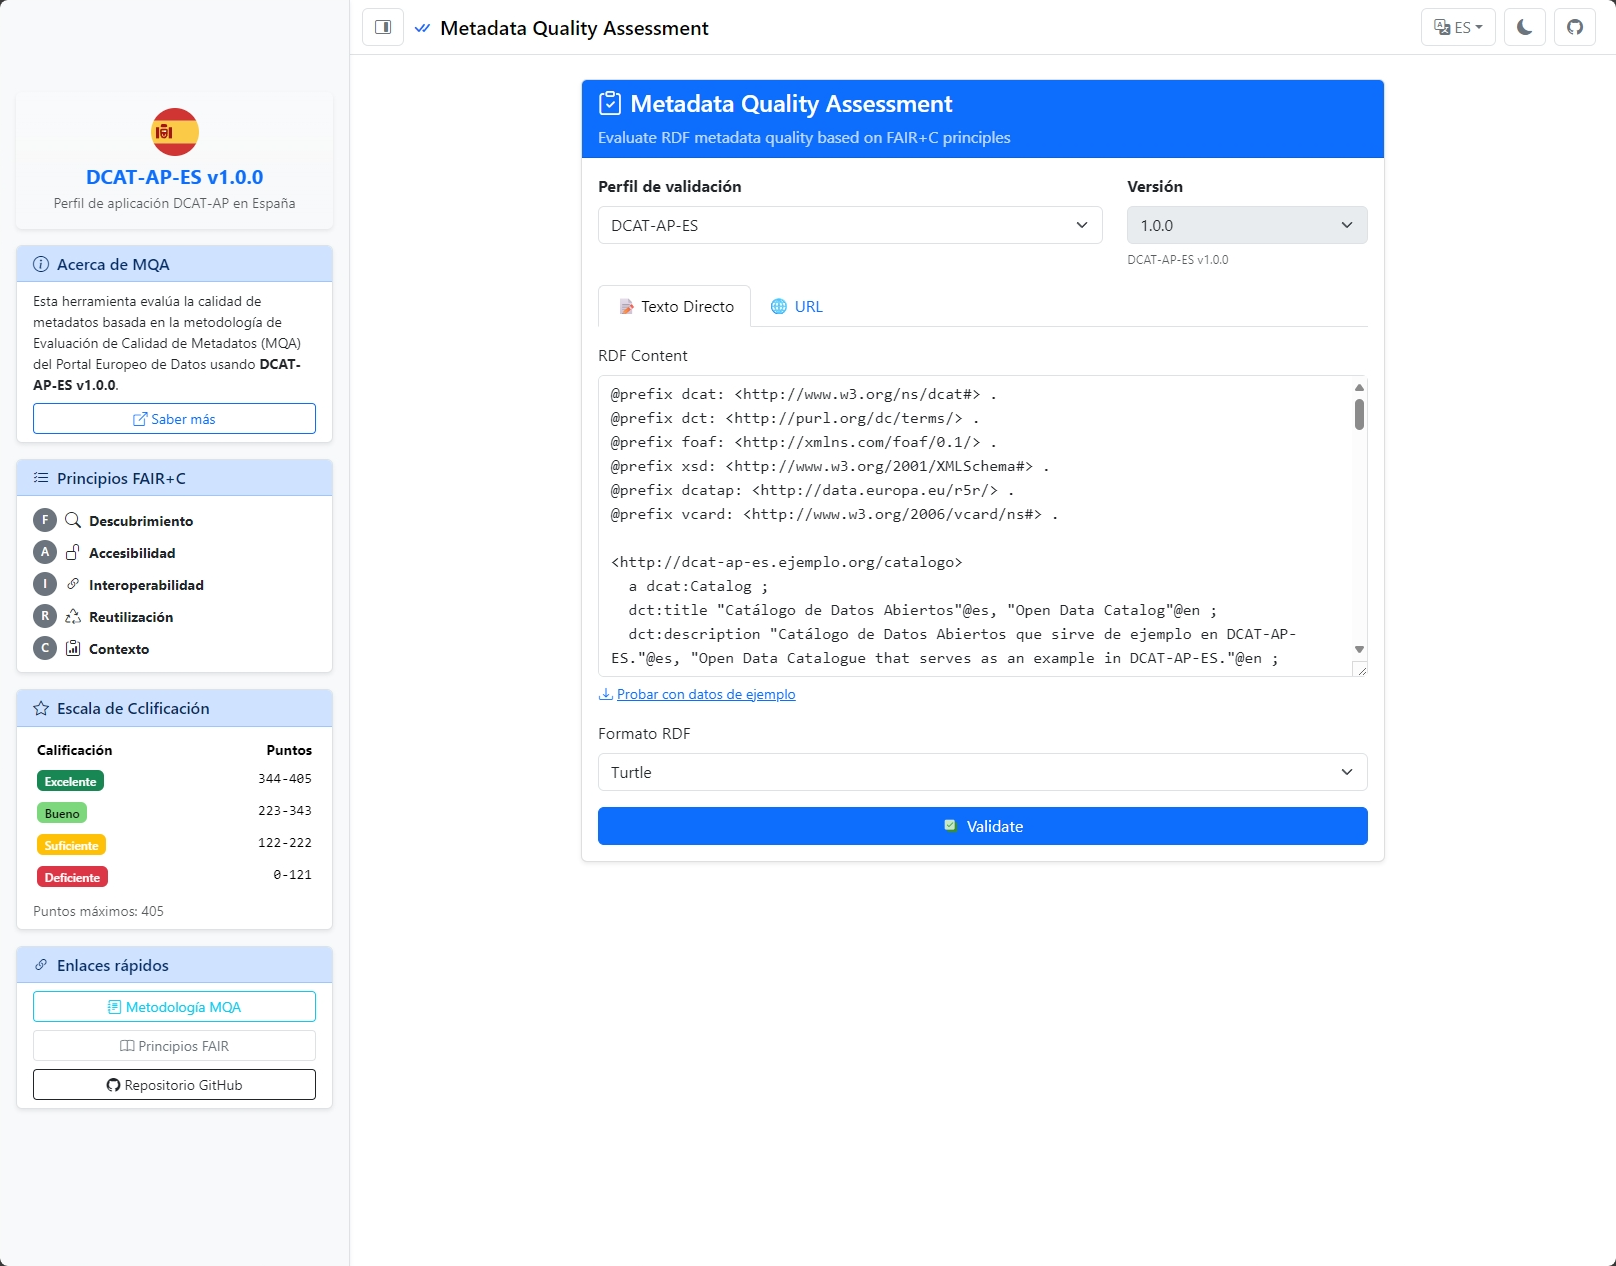 Metadata Quality Assessment
ES
DCAT-AP-ES v1.0.0
Perfil de aplicación DCAT-AP en España
Acerca de MQA
Esta herramienta evalúa la calidad de
metadatos basada en la metodología de
Evaluación de Calidad de Metadatos (MQA)
del Portal Europeo de Datos usando DCAT-
AP-ES v1.0.0.
Saber más
Principios FAIR+C
F Descubrimiento
A Accesibilidad
I Interoperabilidad
R Reutilización
C Contexto
Escala de Cclificación
Calificación Puntos
Excelente 344-405
Bueno 223-343
Suficiente 122-222
Deficiente 0-121
Puntos máximos: 405
Enlaces rápidos
Metodología MQA
Principios FAIR
Repositorio GitHub
Metadata Quality Assessment
Evaluate RDF metadata quality based on FAIR+C principles
Perfil de validación
DCAT-AP-ES
Versión
1.0.0
DCAT-AP-ES v1.0.0
Texto Directo
URL
RDF Content
@prefix dcat: <http://www.w3.org/ns/dcat#> .
@prefix dct: <http://purl.org/dc/terms/> .
@prefix foaf: <http://xmlns.com/foaf/0.1/> .
@prefix xsd: <http://www.w3.org/2001/XMLSchema#> .
@prefix dcatap: <http://data.europa.eu/r5r/> .
@prefix vcard: <http://www.w3.org/2006/vcard/ns#> .
<http://dcat-ap-es.ejemplo.org/catalogo>
a dcat:Catalog ;
dct:title "Catálogo de Datos Abiertos"@es, "Open Data Catalog"@en ;
dct:description "Catálogo de Datos Abiertos que sirve de ejemplo en DCAT-AP-
ES."@es, "Open Data Catalogue that serves as an example in DCAT-AP-ES."@en ;
Probar con datos de ejemplo
Formato RDF
Turtle
Validate